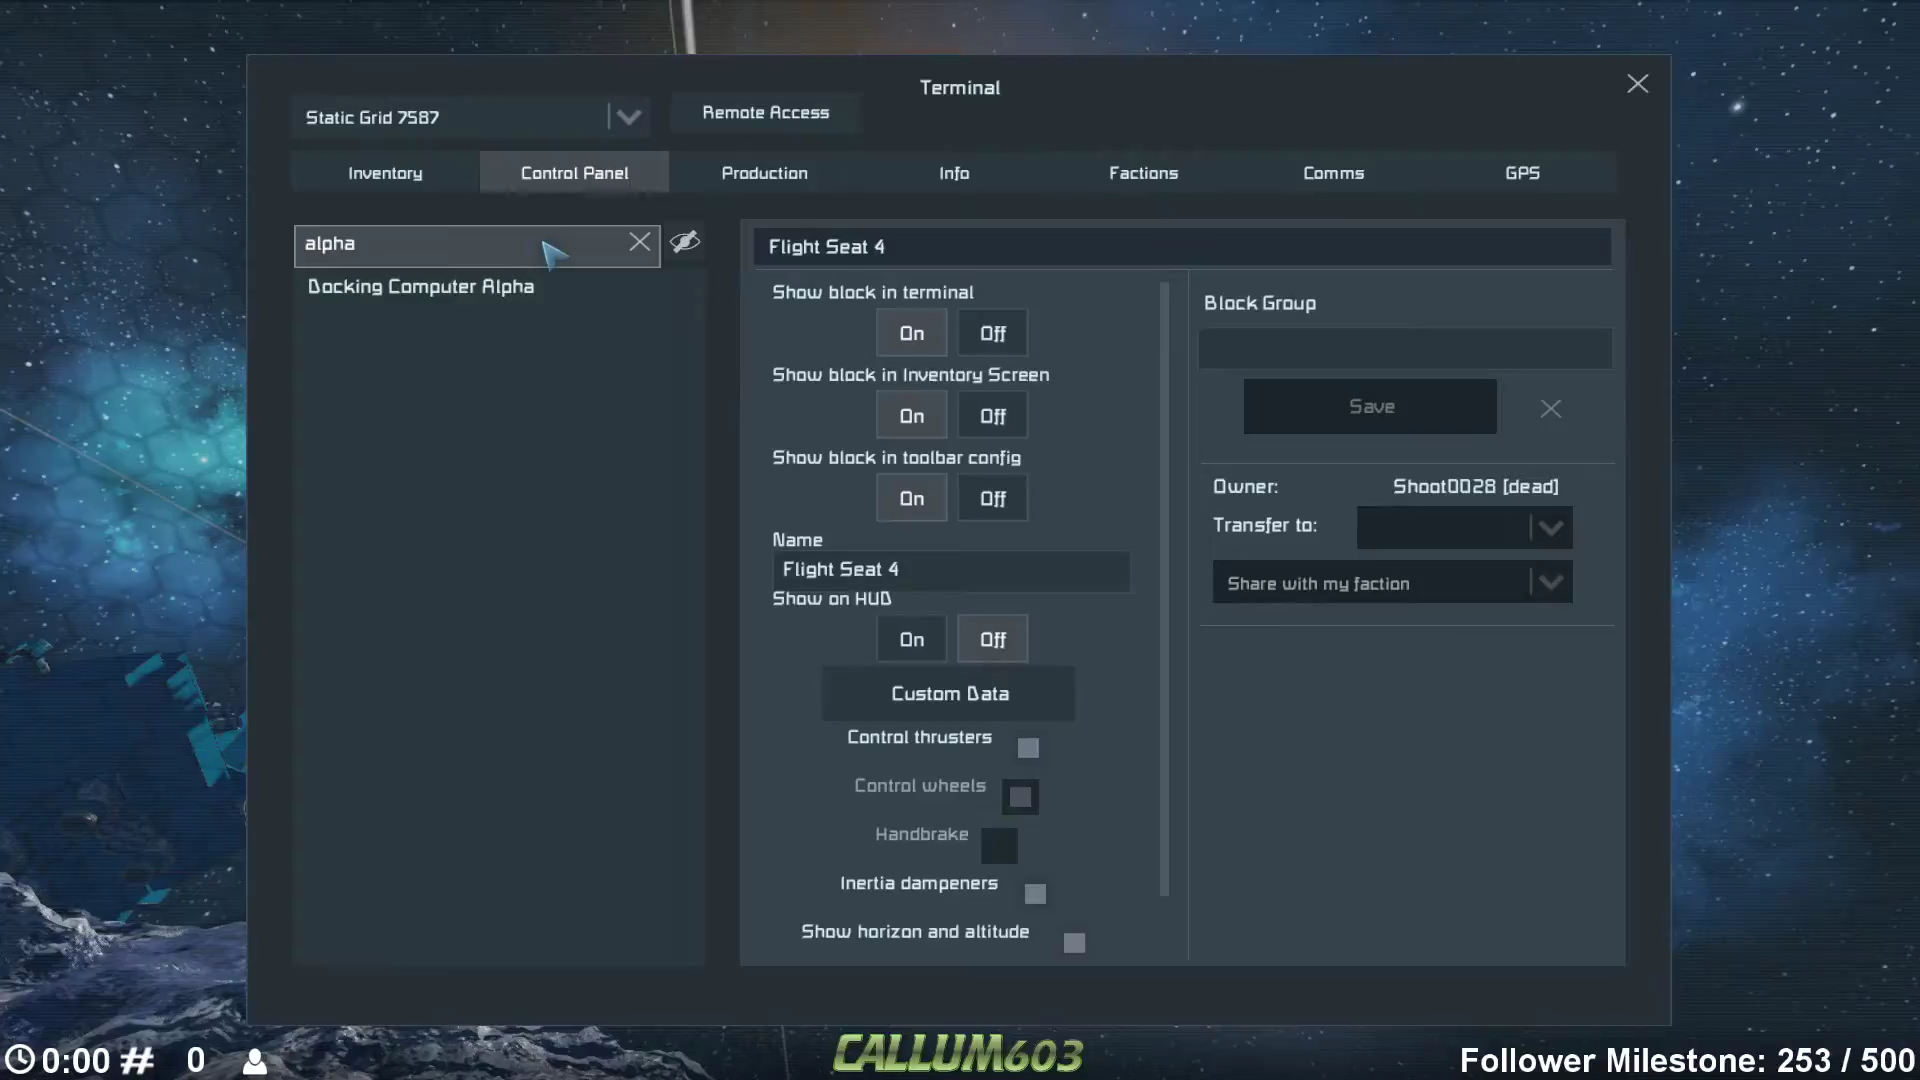 Terminal
Static Grid 7587
Remote Access
Inventory
Control Panel
Production
Info
Factions
Comms
GPS
alpha
Docking Computer Alpha
Flight Seat 4
Show block in terminal
On
Off
Show block in Inventory Screen
On
Off
Show block in toolbar config
On
Off
Name
Flight Seat 4
Show on HUD
On
Off
Custom Data
Control thrusters
Control wheels
Handbrake
Inertia dampeners
Show horizon and altitude
Block Group
Save
Owner: Shoot0028 [dead]
Transfer to:
Share with my faction
0:00 # 0
CALLUM603
Follower Milestone: 253 / 500